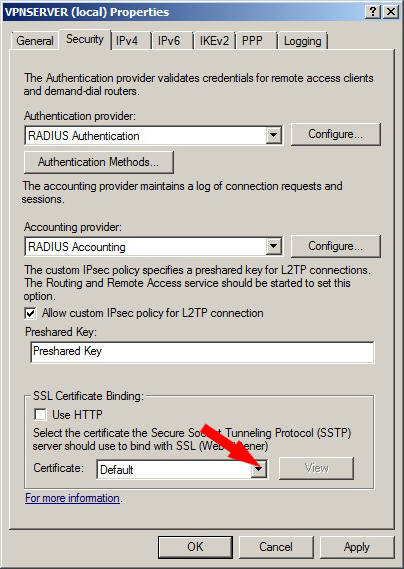 VPNSERVER (local) Properties
General Security IPv4 IPv6 IKEv2 PPP Logging
The Authentication provider validates credentials for remote access clients
and demand-dial routers.
Authentication provider:
RADIUS Authentication Configure...
Authentication Methods...
The accounting provider maintains a log of connection requests and
sessions.
Accounting provider:
RADIUS Accounting Configure...
The custom IPsec policy specifies a preshared key for L2TP connections.
The Routing and Remote Access service should be started to set this
option.
Allow custom IPsec policy for L2TP connection
Preshared Key:
Preshared Key
SSL Certificate Binding:
Use HTTP
Select the certificate the Secure Tunneling Protocol (SSTP)
server should use to bind with SSL
Certificate: Default View
For more information.
OK Cancel Apply